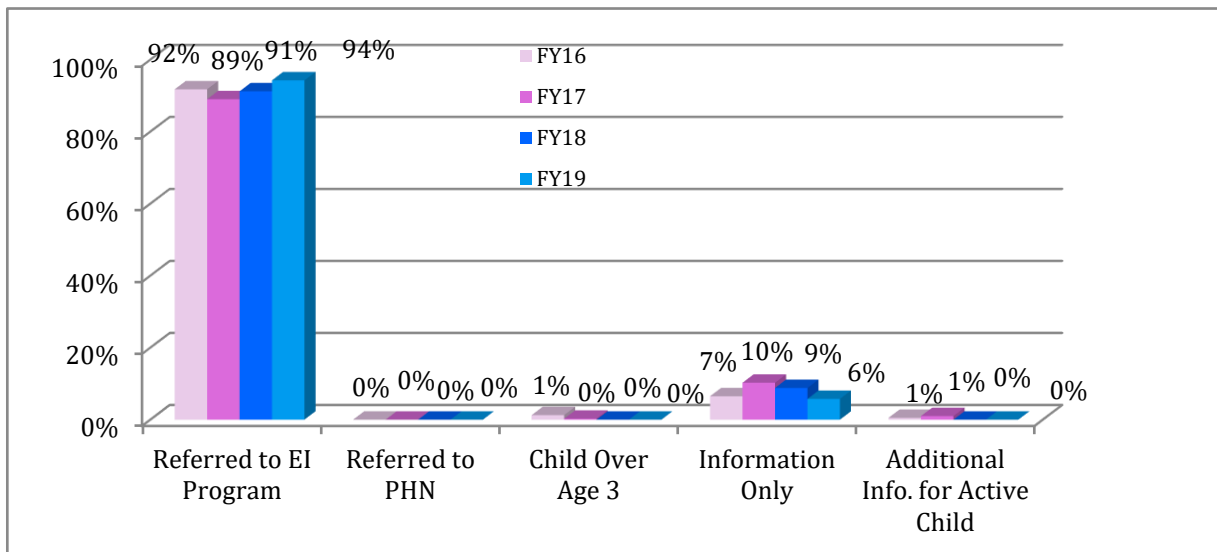 92% 89% 91% 94%
FY16
FY17
FY18
FY19
100%
80%
60%
40%
20%
0%
0% 0% 0% 0%
1% 0% 0% 0%
7% 10% 9% 6%
1% 1% 0% 0%
Referred to EI
Program
Referred to
PHN
Child Over
Age 3
Information
Only
Additional
Info. for Active
Child